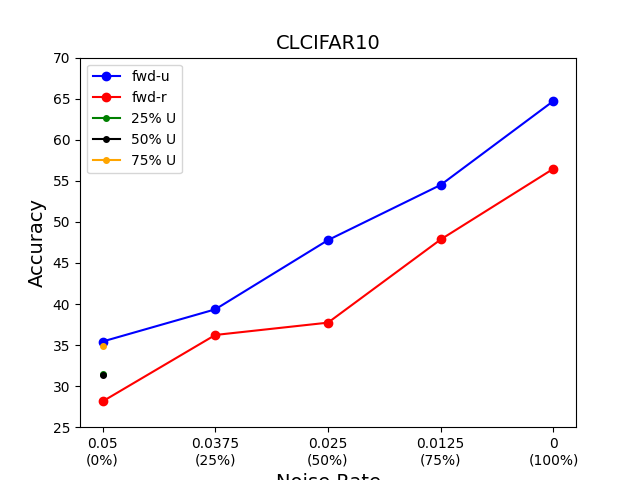 CLCIFAR10
70
65
60
55
50
45
40
35
30
25
Accuracy
fwd-u
fwd-r
25% U
50% U
75% U
0.05 0.0375 0.025 0.0125 0
(0%) (25%) (50%) (75%) (100%)
Noise Rate